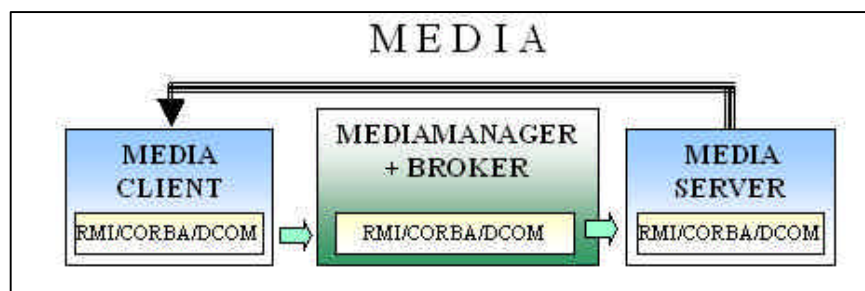 MEDIA
MEDIA
CLIENT
RMI/CORBA/DCOM
MEDIAMANAGER
+ BROKER
RMI/CORBA/DCOM
MEDIA
SERVER
RMI/CORBA/DCOM